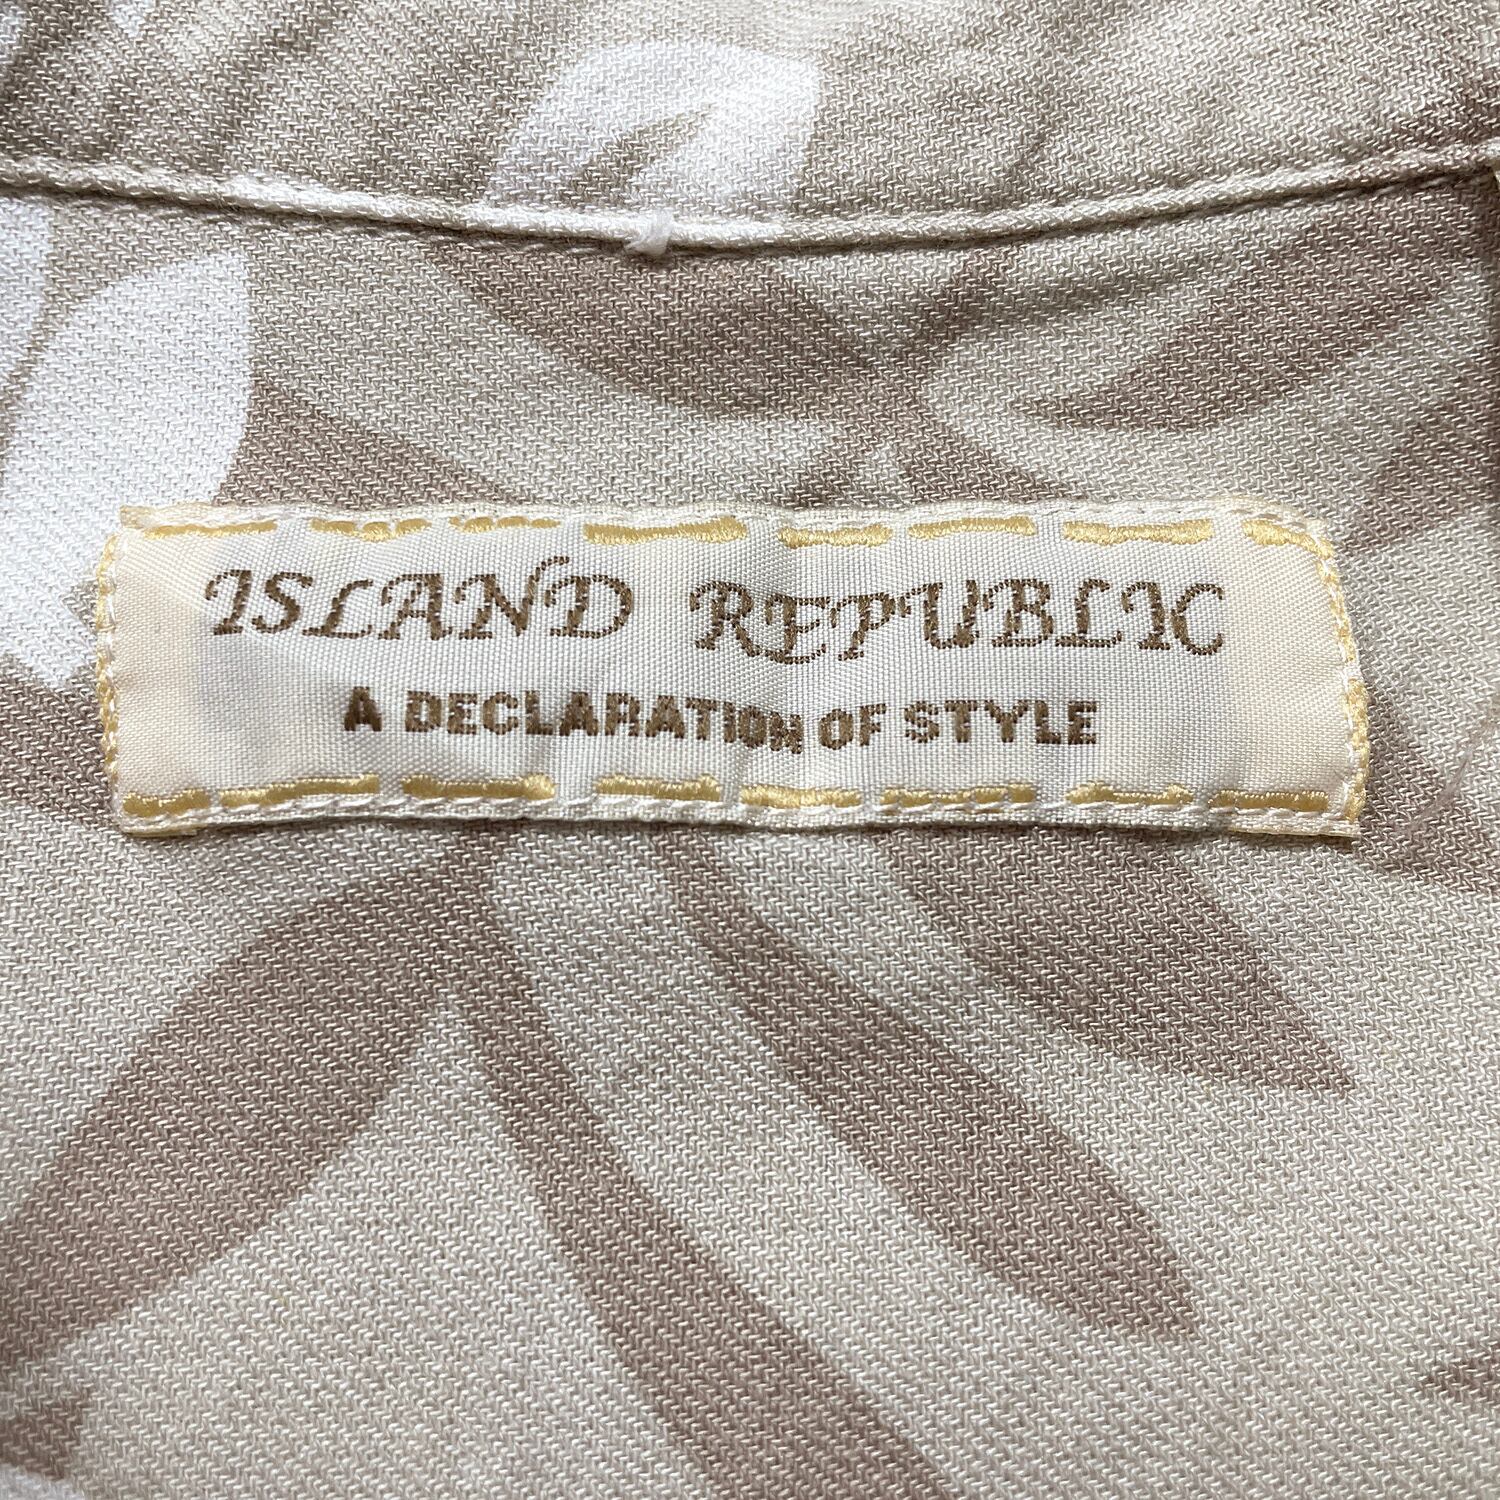 ISLAND REPUBLIC
A DECLARATION OF STYLE